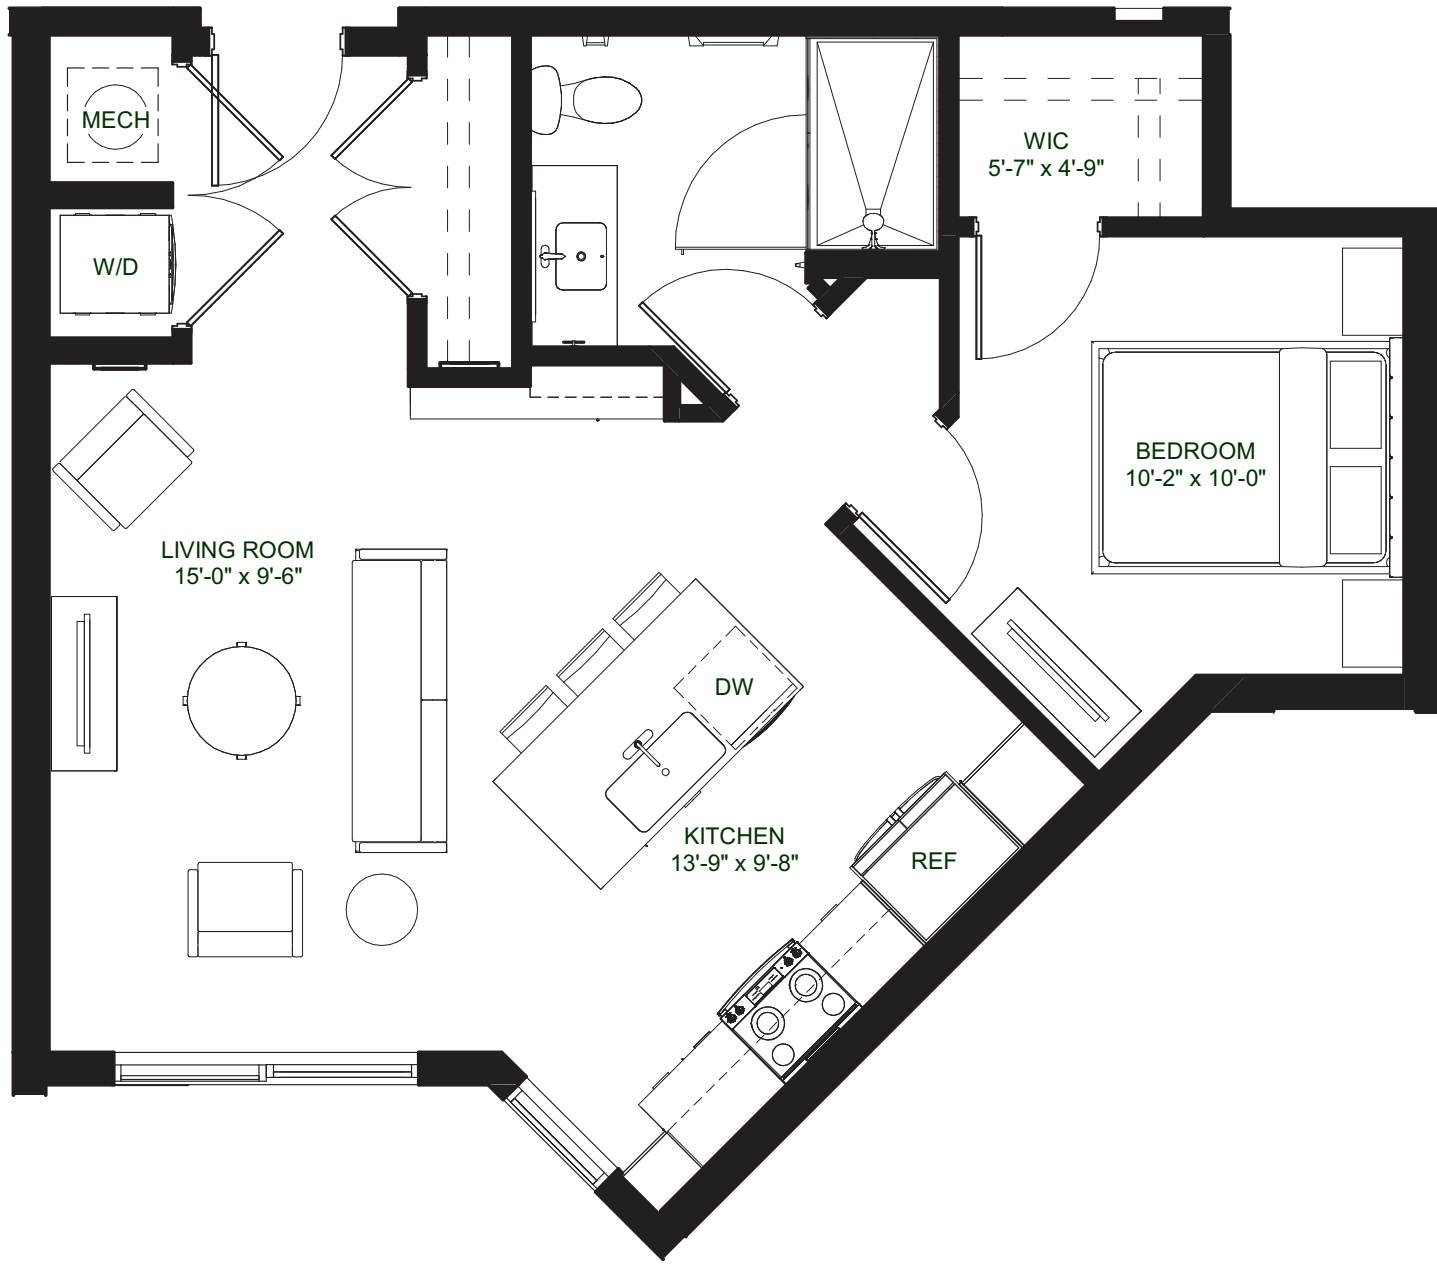 MECH
WIC
5'-7" x 4'-9"
W/D
BEDROOM
10'-2" x 10'-0"
LIVING ROOM
15'-0" x 9'-6"
DW
KITCHEN
13'-9" x 9'-8"
REF